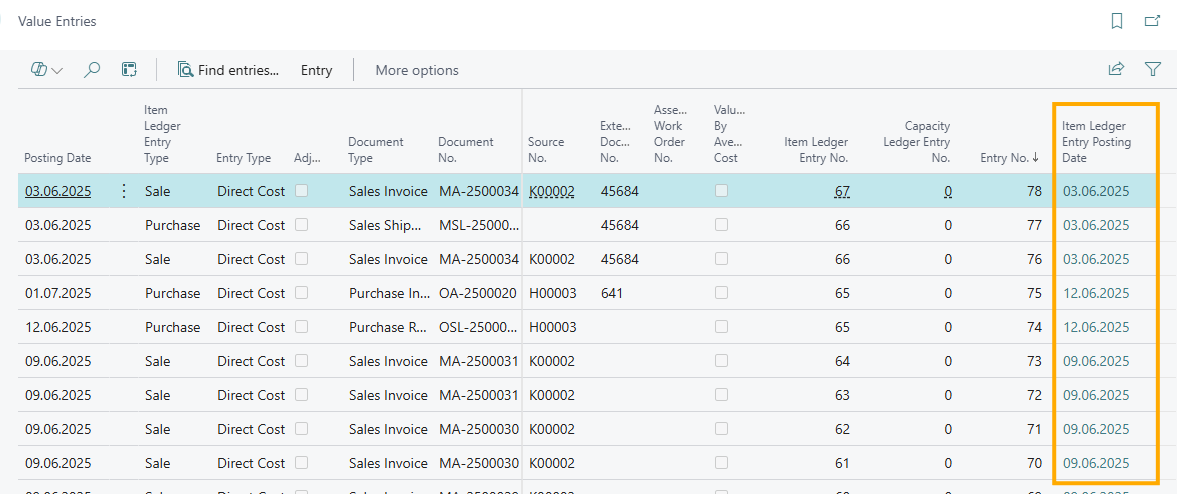 Value Entries
Find entries... Entry More options
Posting Date Item Ledger Entry Type Entry Type Adj... Document Type Document No. Source No. Exte... Doc... No. Asse... Work Order No. Valu... By Ave... Cost Item Ledger Entry No. Capacity Ledger Entry No. Entry No.↓ Item Ledger Entry Posting Date
03.06.2025 Sale Direct Cost Sales Invoice MA-2500034 K00002 45684 67 0 78 03.06.2025
03.06.2025 Purchase Direct Cost Sales Ship... MSL-25000... 45684 66 0 77 03.06.2025
03.06.2025 Sale Direct Cost Sales Invoice MA-2500034 K00002 45684 66 0 76 03.06.2025
01.07.2025 Purchase Direct Cost Purchase In... OA-2500020 H00003 641 65 0 75 12.06.2025
12.06.2025 Purchase Direct Cost Purchase R... OSL-25000... H00003 65 0 74 12.06.2025
09.06.2025 Sale Direct Cost Sales Invoice MA-2500031 K00002 64 0 73 09.06.2025
09.06.2025 Sale Direct Cost Sales Invoice MA-2500031 K00002 63 0 72 09.06.2025
09.06.2025 Sale Direct Cost Sales Invoice MA-2500030 K00002 62 0 71 09.06.2025
09.06.2025 Sale Direct Cost Sales Invoice MA-2500030 K00002 61 0 70 09.06.2025